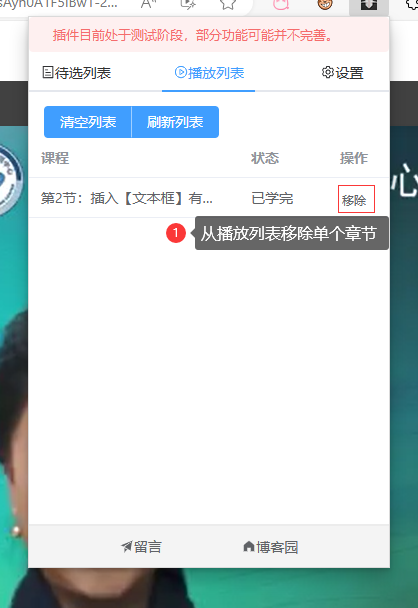 sAyh0ATF5IBwT-2...
插件目前处于测试阶段，部分功能可能并不完善。
待选列表
播放列表
设置
清空列表
刷新列表
课程
状态
操作
第2节：插入【文本框】有...
已学完
移除
1
从播放列表移除单个章节
心
留言
博客园